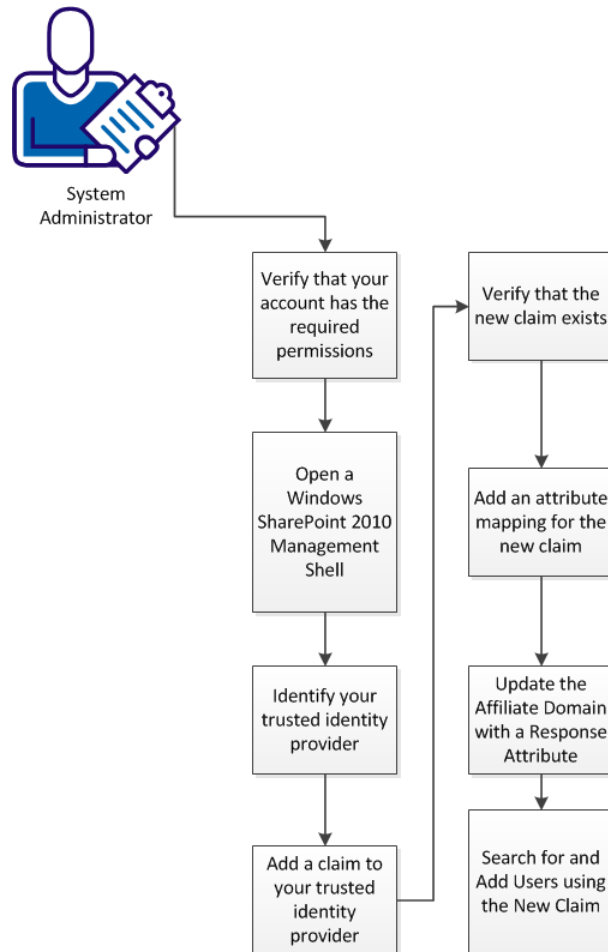 System
Administrator
Verify that your
account has the
required
permissions
Open a
Windows
SharePoint 2010
Management
Shell
Identify your
trusted identity
provider
Add a claim to
your trusted
identity
provider
Verify that the
new claim exists
Add an attribute
mapping for the
new claim
Update the
Affiliate Domain
with a Response
Attribute
Search for and
Add Users using
the New Claim